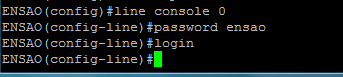 ENSAO(config)#line console 0
ENSAO(config-line)#password ensao
ENSAO(config-line)#login
ENSAO(config-line)#